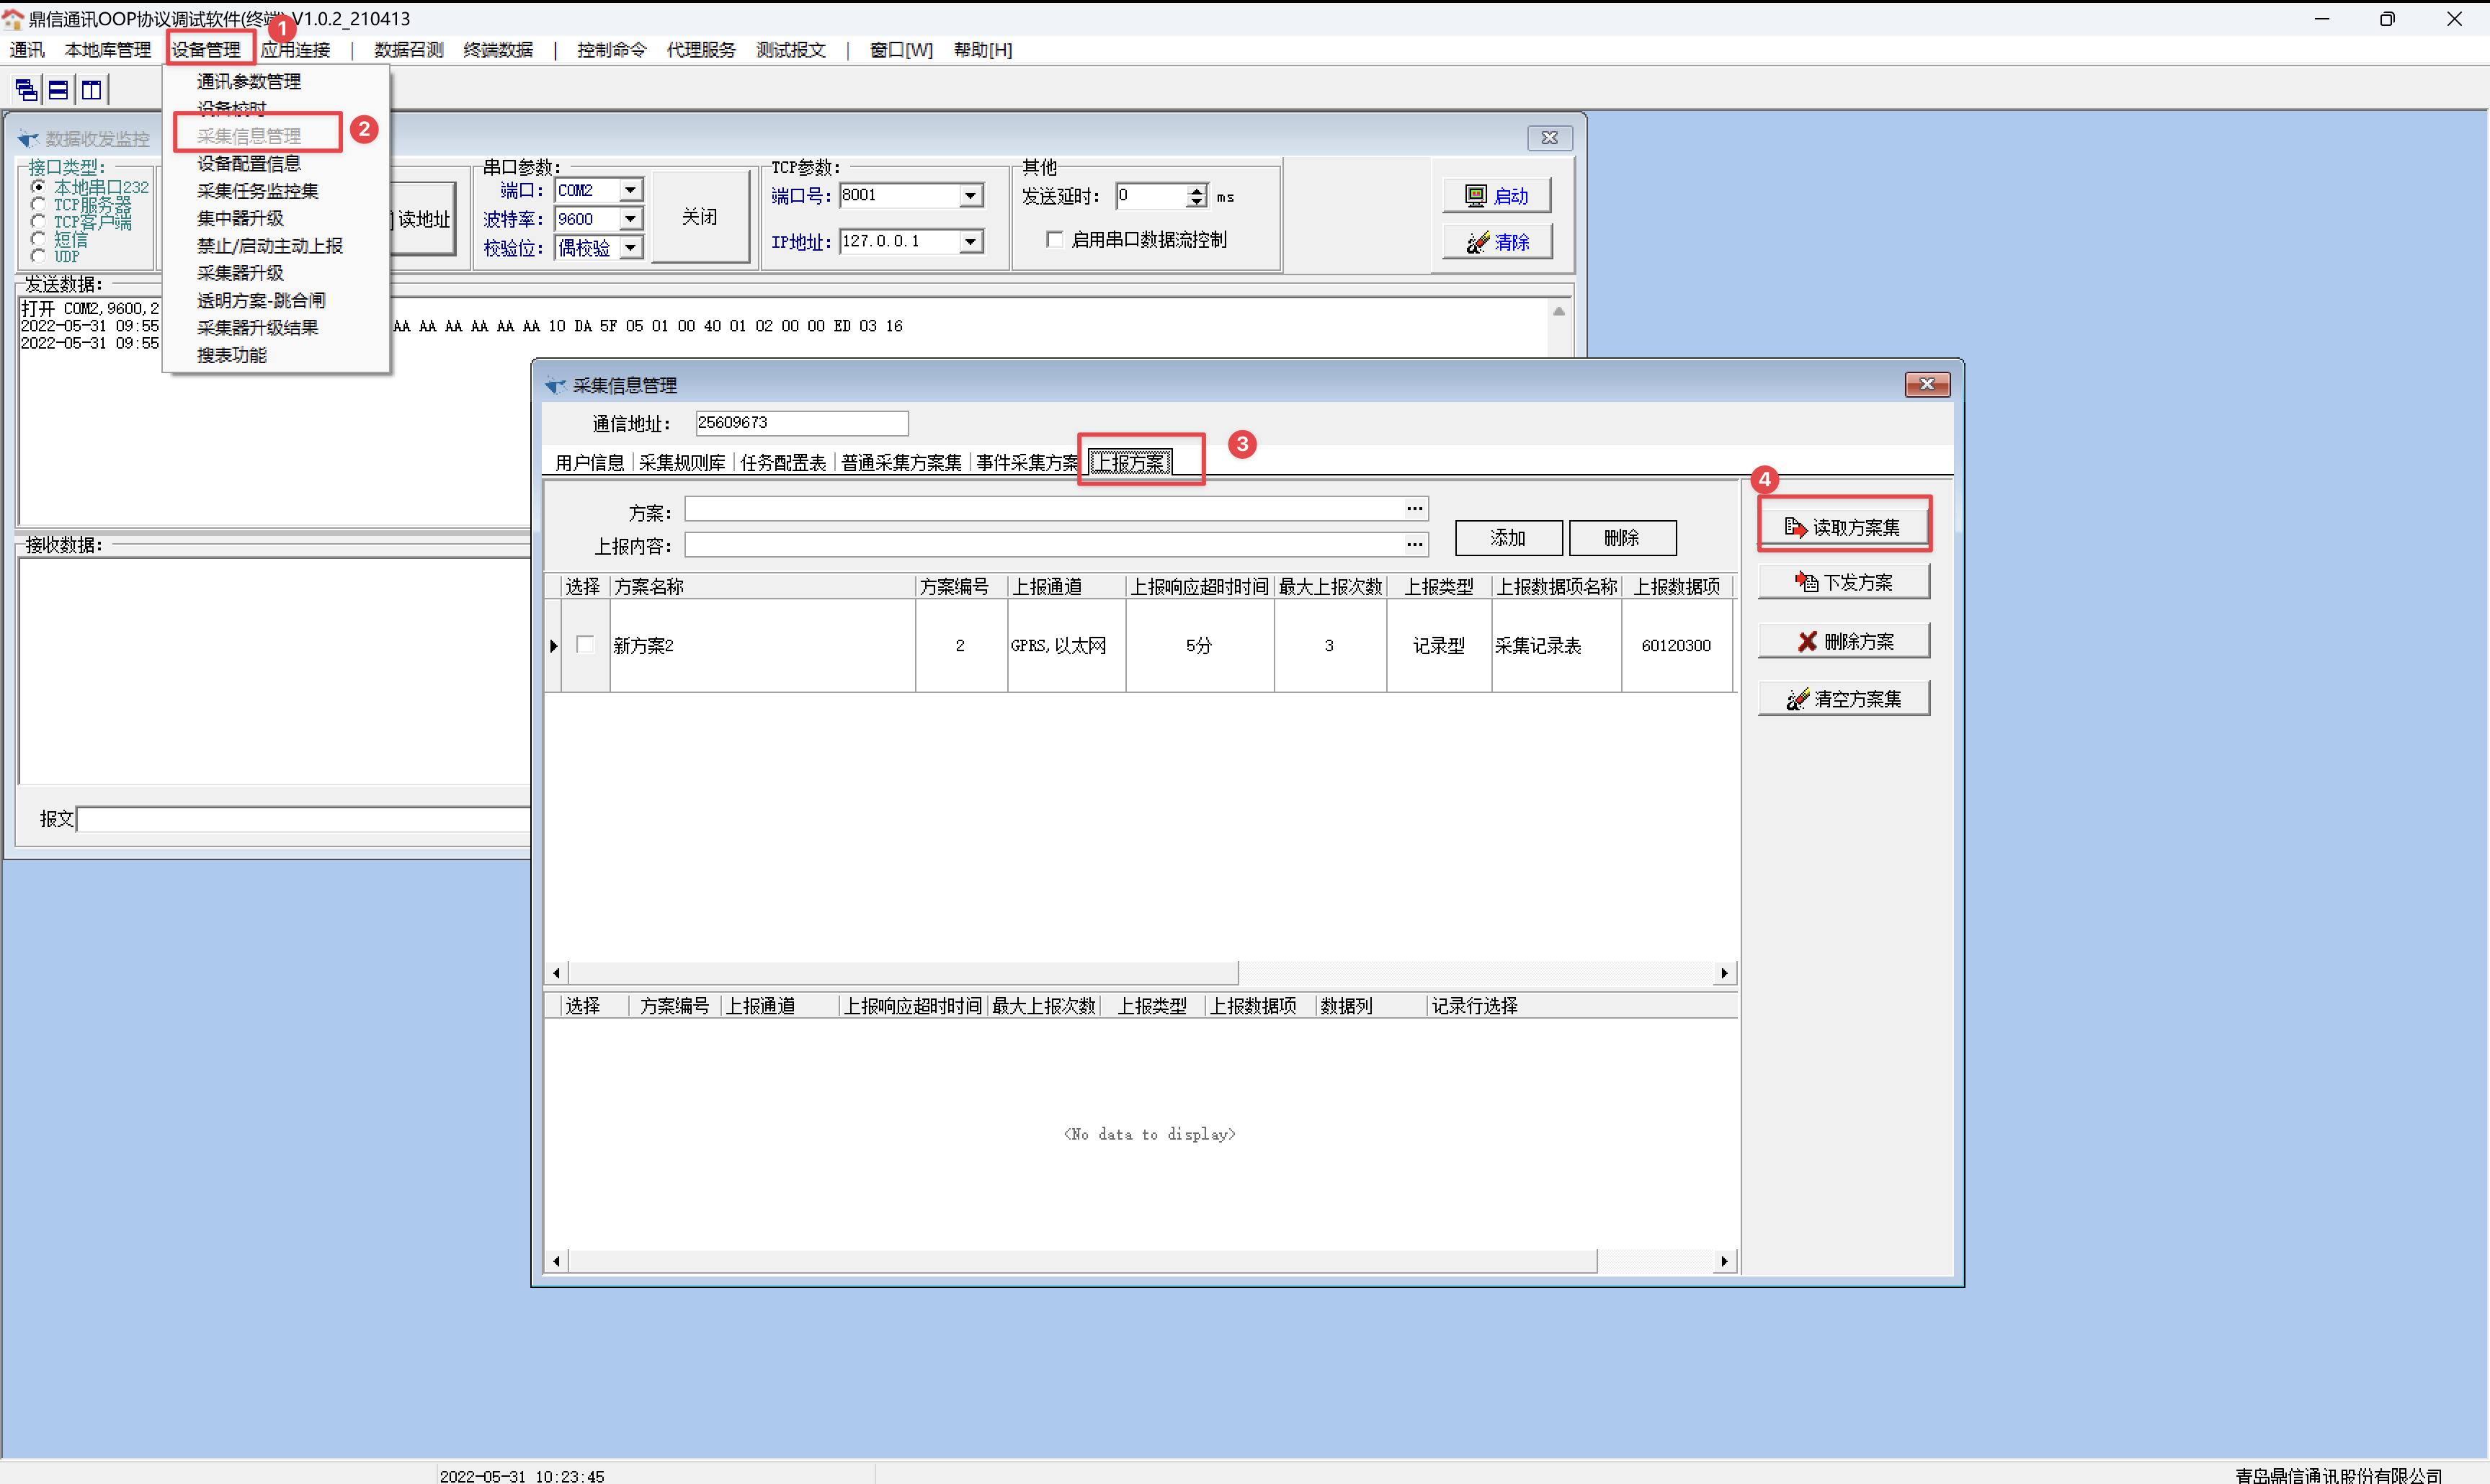 鼎信通讯OOP协议调试软件(终端) V1.0.2_210413
1
通讯 本地库管理 设备管理 应用连接 | 数据召测 终端数据 | 控制命令 代理服务 测试报文 | 窗口[W] 帮助[H]
通讯参数管理
设备校时
采集信息管理
2
设备配置信息
采集任务监控集
集中器升级
禁止/启动主动上报
采集器升级
透明方案-跳合闸
采集器升级结果
搜表功能
数据收发监控
接口类型:
本地串口232
TCP服务器
TCP客户端
短信
UDP
读地址
串口参数:
端口: COM2
波特率: 9600
校验位: 偶校验
关闭
TCP参数:
端口号: 8001
IP地址: 127.0.0.1
其他
发送延时: 0 ms
启用串口数据流控制
启动
清除
发送数据:
打开 COM2,9600,2
2022-05-31 09:55 AA AA AA AA AA AA 10 DA 5F 05 01 00 40 01 02 00 00 ED 03 16
2022-05-31 09:55
接收数据:
报文
采集信息管理
通信地址: 25609673
用户信息 采集规则库 任务配置表 普通采集方案集 事件采集方案 上报方案
3
方案: ...
上报内容: ...
添加 删除
4
读取方案集
下发方案
删除方案
清空方案集
选择 方案名称 方案编号 上报通道 上报响应超时时间 最大上报次数 上报类型 上报数据项名称 上报数据项
新方案2 2 GPRS,以太网 5分 3 记录型 采集记录表 60120300
选择 方案编号 上报通道 上报响应超时时间 最大上报次数 上报类型 上报数据项 数据列 记录行选择
<No data to display>
2022-05-31 10:23:45
青岛鼎信通讯股份有限公司